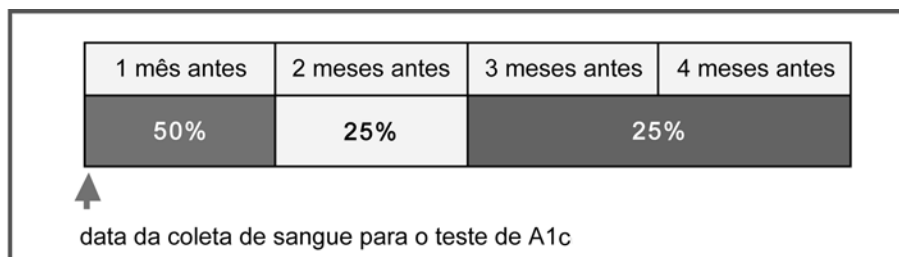 1 mês antes 2 meses antes 3 meses antes 4 meses antes
50% 25% 25%
data da coleta de sangue para o teste de A1c